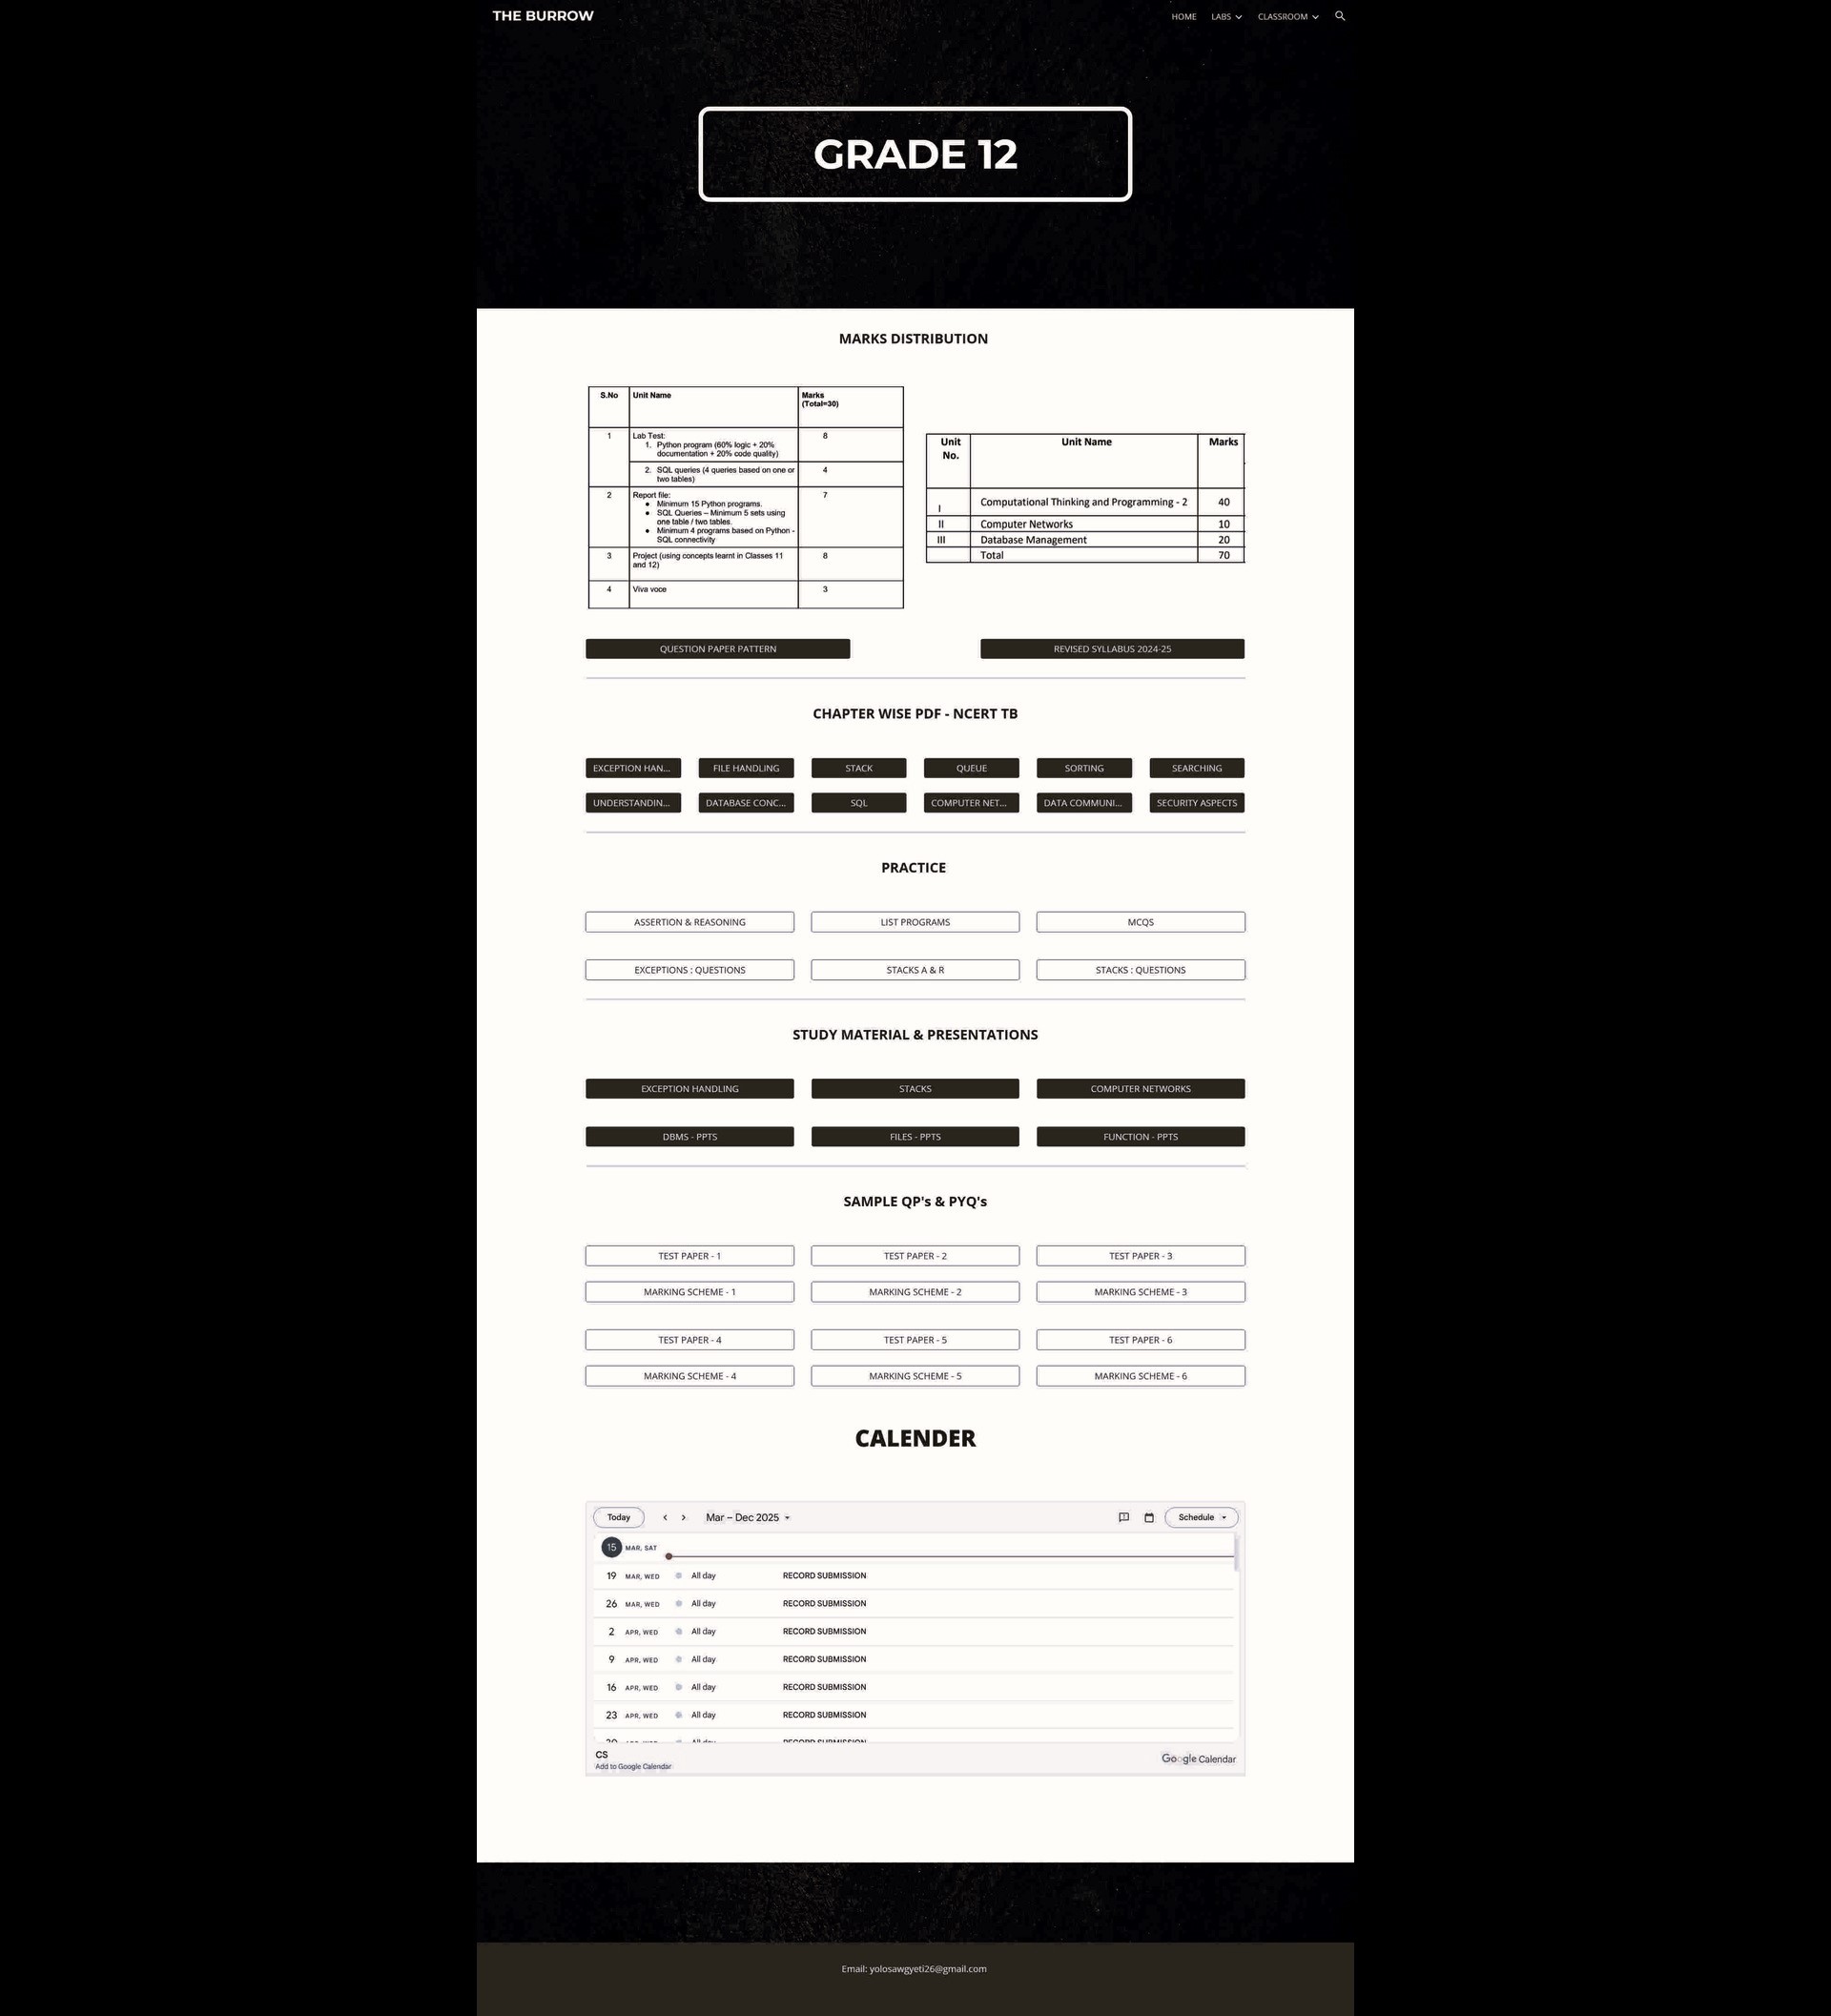 THE BURROW
HOME LABS CLASSROOM
GRADE 12
MARKS DISTRIBUTION
S.No Unit Name Marks
(Total=30)
1 Lab Test: 8
1. Python program (60% logic + 20%
documentation + 20% code quality)
2. SQL queries (4 queries based on one or 4
two tables)
2 Report file: 7
● Minimum 15 Python programs.
● SQL Queries – Minimum 5 sets using
one table / two tables.
● Minimum 4 programs based on Python -
SQL connectivity
3 Project (using concepts learnt in Classes 11 8
and 12)
4 Viva voce 3
Unit Unit Name Marks
No.
I Computational Thinking and Programming - 2 40
II Computer Networks 10
III Database Management 20
Total 70
QUESTION PAPER PATTERN REVISED SYLLABUS 2024-25
CHAPTER WISE PDF - NCERT TB
EXCEPTION HAN... FILE HANDLING STACK QUEUE SORTING SEARCHING
UNDERSTANDIN... DATABASE CONC... SQL COMPUTER NET... DATA COMMUNI... SECURITY ASPECTS
PRACTICE
ASSERTION & REASONING LIST PROGRAMS MCQS
EXCEPTIONS : QUESTIONS STACKS A & R STACKS : QUESTIONS
STUDY MATERIAL & PRESENTATIONS
EXCEPTION HANDLING STACKS COMPUTER NETWORKS
DBMS - PPTS FILES - PPTS FUNCTION - PPTS
SAMPLE QP's & PYQ's
TEST PAPER - 1 TEST PAPER - 2 TEST PAPER - 3
MARKING SCHEME - 1 MARKING SCHEME - 2 MARKING SCHEME - 3
TEST PAPER - 4 TEST PAPER - 5 TEST PAPER - 6
MARKING SCHEME - 4 MARKING SCHEME - 5 MARKING SCHEME - 6
CALENDER
Today Mar – Dec 2025 Schedule
15 MAR, SAT
19 MAR, WED All day RECORD SUBMISSION
26 MAR, WED All day RECORD SUBMISSION
2 APR, WED All day RECORD SUBMISSION
9 APR, WED All day RECORD SUBMISSION
16 APR, WED All day RECORD SUBMISSION
23 APR, WED All day RECORD SUBMISSION
30 APR, WED All day RECORD SUBMISSION
CS
Add to Google Calendar Google Calendar
Email: yolosawgyeti26@gmail.com